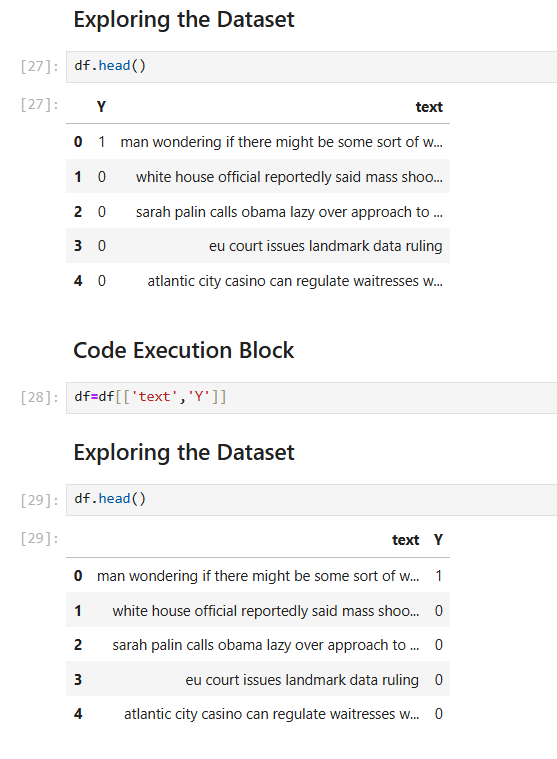 Exploring the Dataset
[27]: df.head()
[27]: Y text
0 1 man wondering if there might be some sort of w...
1 0 white house official reportedly said mass shoo...
2 0 sarah palin calls obama lazy over approach to ...
3 0 eu court issues landmark data ruling
4 0 atlantic city casino can regulate waitresses w...
Code Execution Block
[28]: df=df[['text','Y']]
Exploring the Dataset
[29]: df.head()
[29]: text Y
0 man wondering if there might be some sort of w... 1
1 white house official reportedly said mass shoo... 0
2 sarah palin calls obama lazy over approach to ... 0
3 eu court issues landmark data ruling 0
4 atlantic city casino can regulate waitresses w... 0